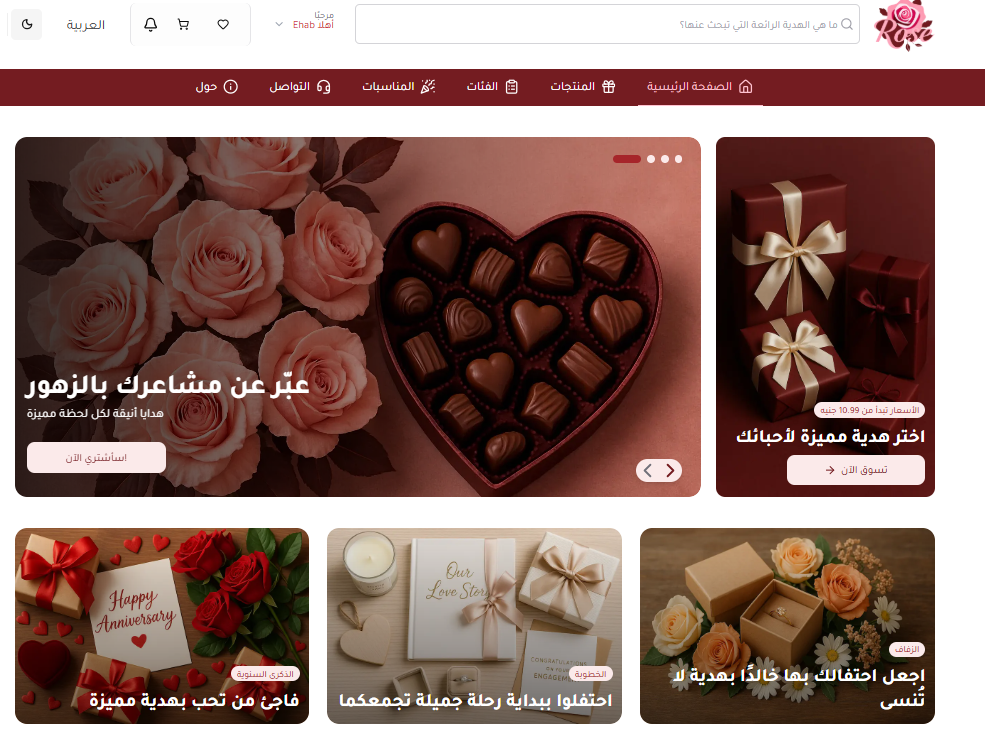 Rose
ما هي الهدية الرائعة التي تبحث عنها؟
مرحبًا
أهلا Ehab
العربية
الصفحة الرئيسية
المنتجات
الفئات
المناسبات
التواصل
حول
الأسعار تبدأ من 10.99 جنيه
اختر هدية مميزة لأحبائك
تسوق الآن
عبّر عن مشاعرك بالزهور
هدايا أنيقة لكل لحظة مميزة
!سأشتري الآن
الزفاف
اجعل احتفالك بها خالدًا بهدية لا
تُنسى
Our
Love Story
CONGRATULATIONS
ON YOUR
ENGAGEMENT
الخطوبة
احتفلوا ببداية رحلة جميلة تجمعكما
Happy
Anniversary
الذكرى السنوية
فاجئ من تحب بهدية مميزة